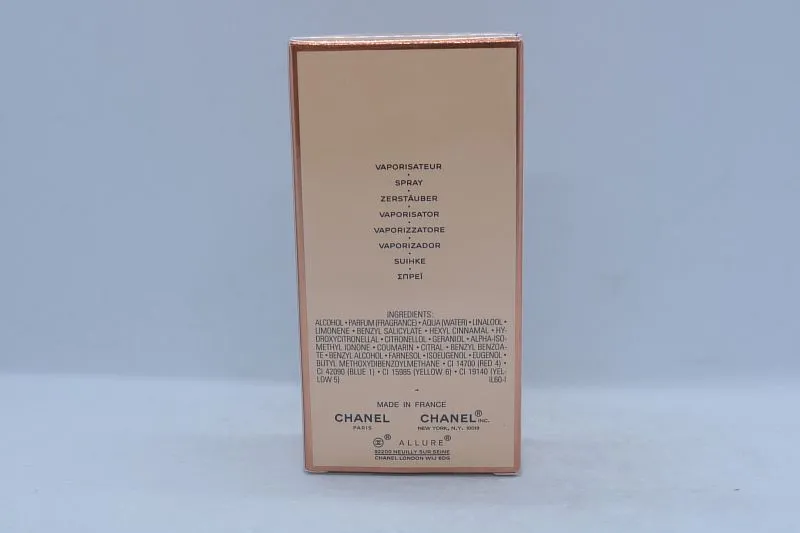 VAPORISATEUR
SPRAY
ZERSTÄUBER
VAPORISATOR
VAPORIZZATORE
VAPORIZADOR
SUIHKE
ΣΠΡΕΪ
INGREDIENTS:
ALCOHOL • PARFUM (FRAGRANCE) • AQUA (WATER) • LINALOOL •
LIMONENE • BENZYL SALICYLATE • HEXYL CINNAMAL • HY-
DROXYCITRONELLAL • CITRONELLOL • GERANIOL • ALPHA-ISO-
METHYL IONONE • COUMARIN • CITRAL • BENZYL BENZOA-
TE • BENZYL ALCOHOL • FARNESOL • ISOEUGENOL • EUGENOL •
BUTYL METHOXYDIBENZOYLMETHANE • CI 14700 (RED 4) •
CI 42090 (BLUE 1) • CI 15985 (YELLOW 6) • CI 19140 (YEL-
LOW 5) IL60-I
MADE IN FRANCE
CHANEL CHANEL® INC.
PARIS NEW YORK, N.Y. 10019
® ALLURE®
92200 NEUILLY SUR SEINE
CHANEL LONDON W1J 6DG